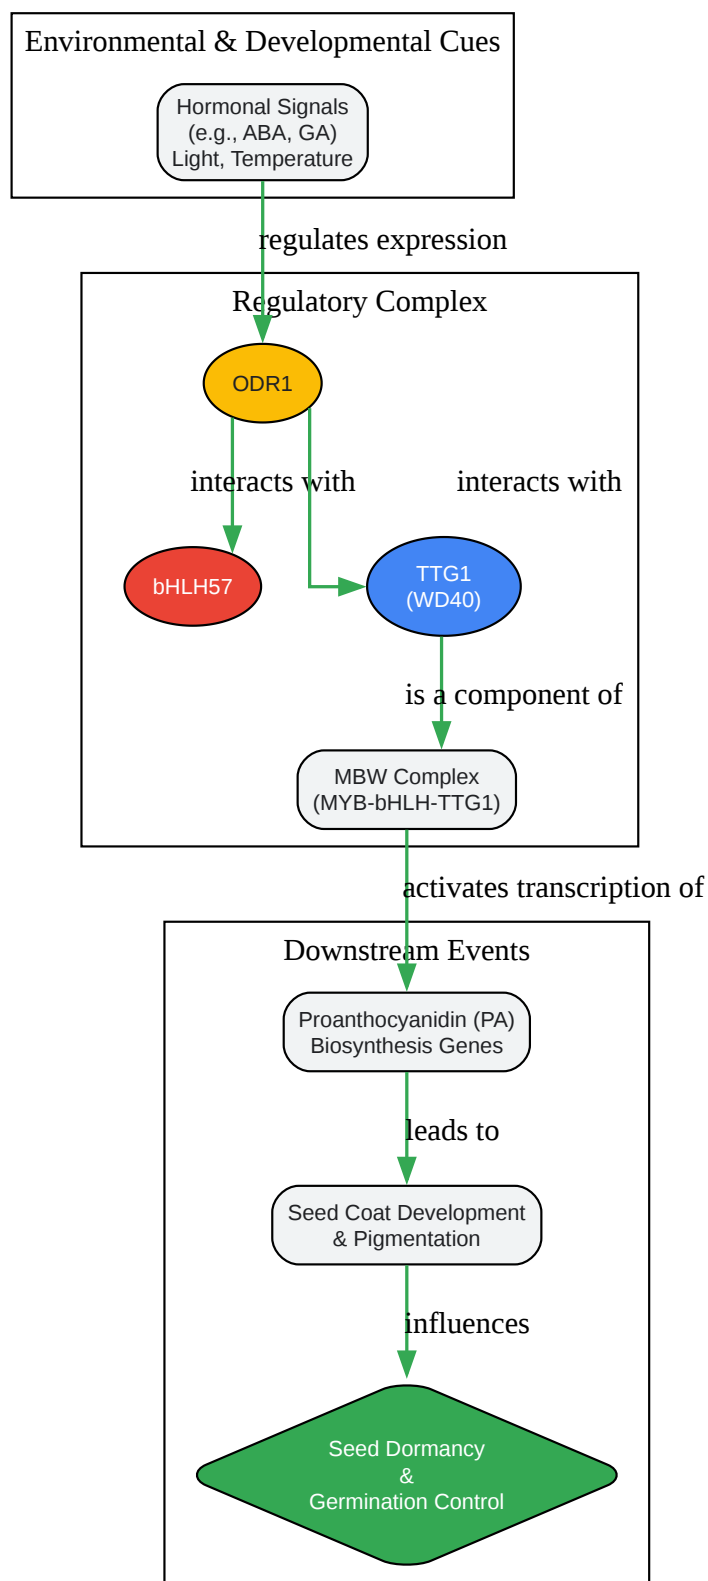 Environmental & Developmental Cues
Hormonal Signals
(e.g., ABA, GA)
Light, Temperature
regulates expression
Regulatory Complex
ODR1
interacts with
interacts with
bHLH57
TTG1
(WD40)
is a component of
MBW Complex
(MYB-bHLH-TTG1)
activates transcription of
Downstream Events
Proanthocyanidin (PA)
Biosynthesis Genes
leads to
Seed Coat Development
& Pigmentation
influences
Seed Dormancy
&
Germination Control